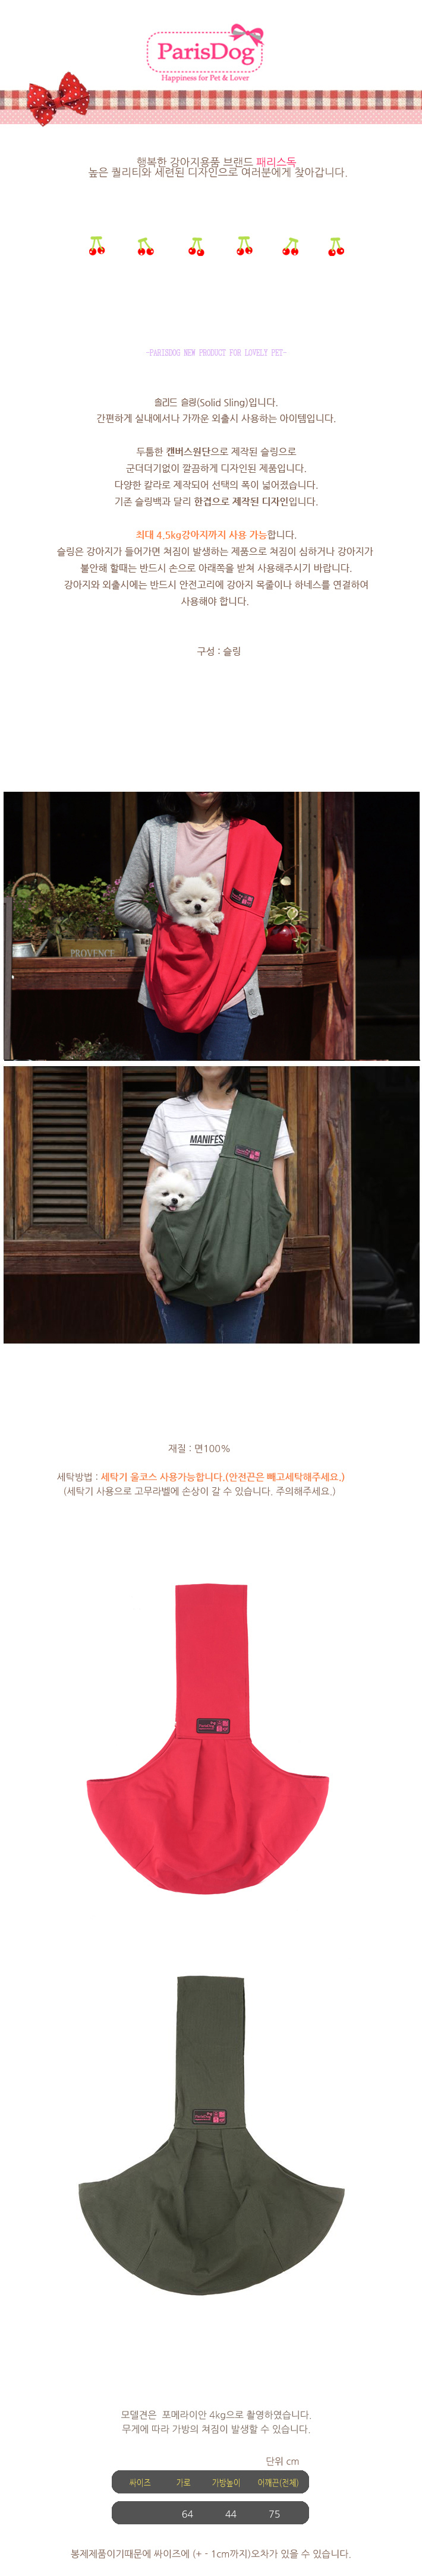 ParisDog
Happiness for Pet & Lover
행복한 강아지용품 브랜드 패리스독
높은 퀄리티와 세련된 디자인으로 여러분에게 찾아갑니다.
-PARISDOG NEW PRODUCT FOR LOVELY PET-
솔리드 슬링(Solid Sling)입니다.
간편하게 실내에서나 가까운 외출시 사용하는 아이템입니다.
두툼한 캔버스원단으로 제작된 슬링으로
군더더기없이 깔끔하게 디자인된 제품입니다.
다양한 칼라로 제작되어 선택의 폭이 넓어졌습니다.
기존 슬링백과 달리 한겹으로 제작된 디자인입니다.
최대 4.5kg강아지까지 사용 가능합니다.
슬링은 강아지가 들어가면 쳐짐이 발생하는 제품으로 쳐짐이 심하거나 강아지가
불안해 할때는 반드시 손으로 아래쪽을 받쳐 사용해주시기 바랍니다.
강아지와 외출시에는 반드시 안전고리에 강아지 목줄이나 하네스를 연결하여
사용해야 합니다.
구성 : 슬링
PROVENCE
MANIFES
재질 : 면100%
세탁방법 : 세탁기 울코스 사용가능합니다.(안전끈은 빼고세탁해주세요.)
(세탁기 사용으로 고무라벨에 손상이 갈 수 있습니다. 주의해주세요.)
모델견은 포메라이안 4kg으로 촬영하였습니다.
무게에 따라 가방의 쳐짐이 발생할 수 있습니다.
단위 cm
싸이즈 가로 가방높이 어깨끈(전체)
64 44 75
봉제제품이기때문에 싸이즈에 (+ - 1cm까지)오차가 있을 수 있습니다.